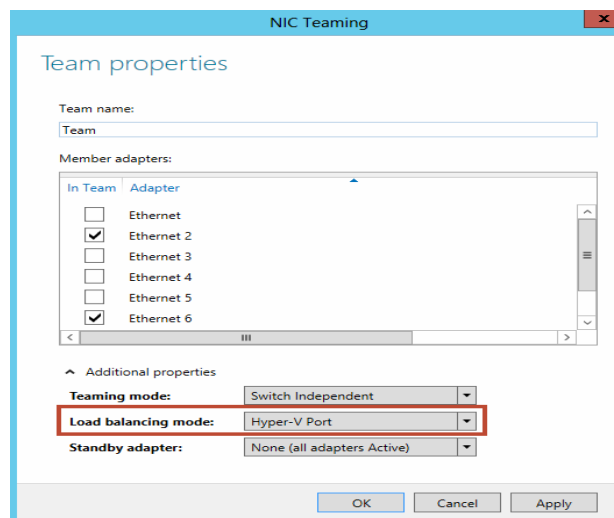 NIC Teaming
x
Team properties
Team name:
Team
Member adapters:
In Team Adapter
Ethernet
Ethernet 2
Ethernet 3
Ethernet 4
Ethernet 5
Ethernet 6
Additional properties
Teaming mode: Switch Independent
Load balancing mode: Hyper-V Port
Standby adapter: None (all adapters Active)
OK Cancel Apply